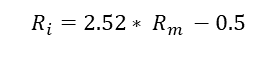 R_i = 2.52 * R_m − 0.5